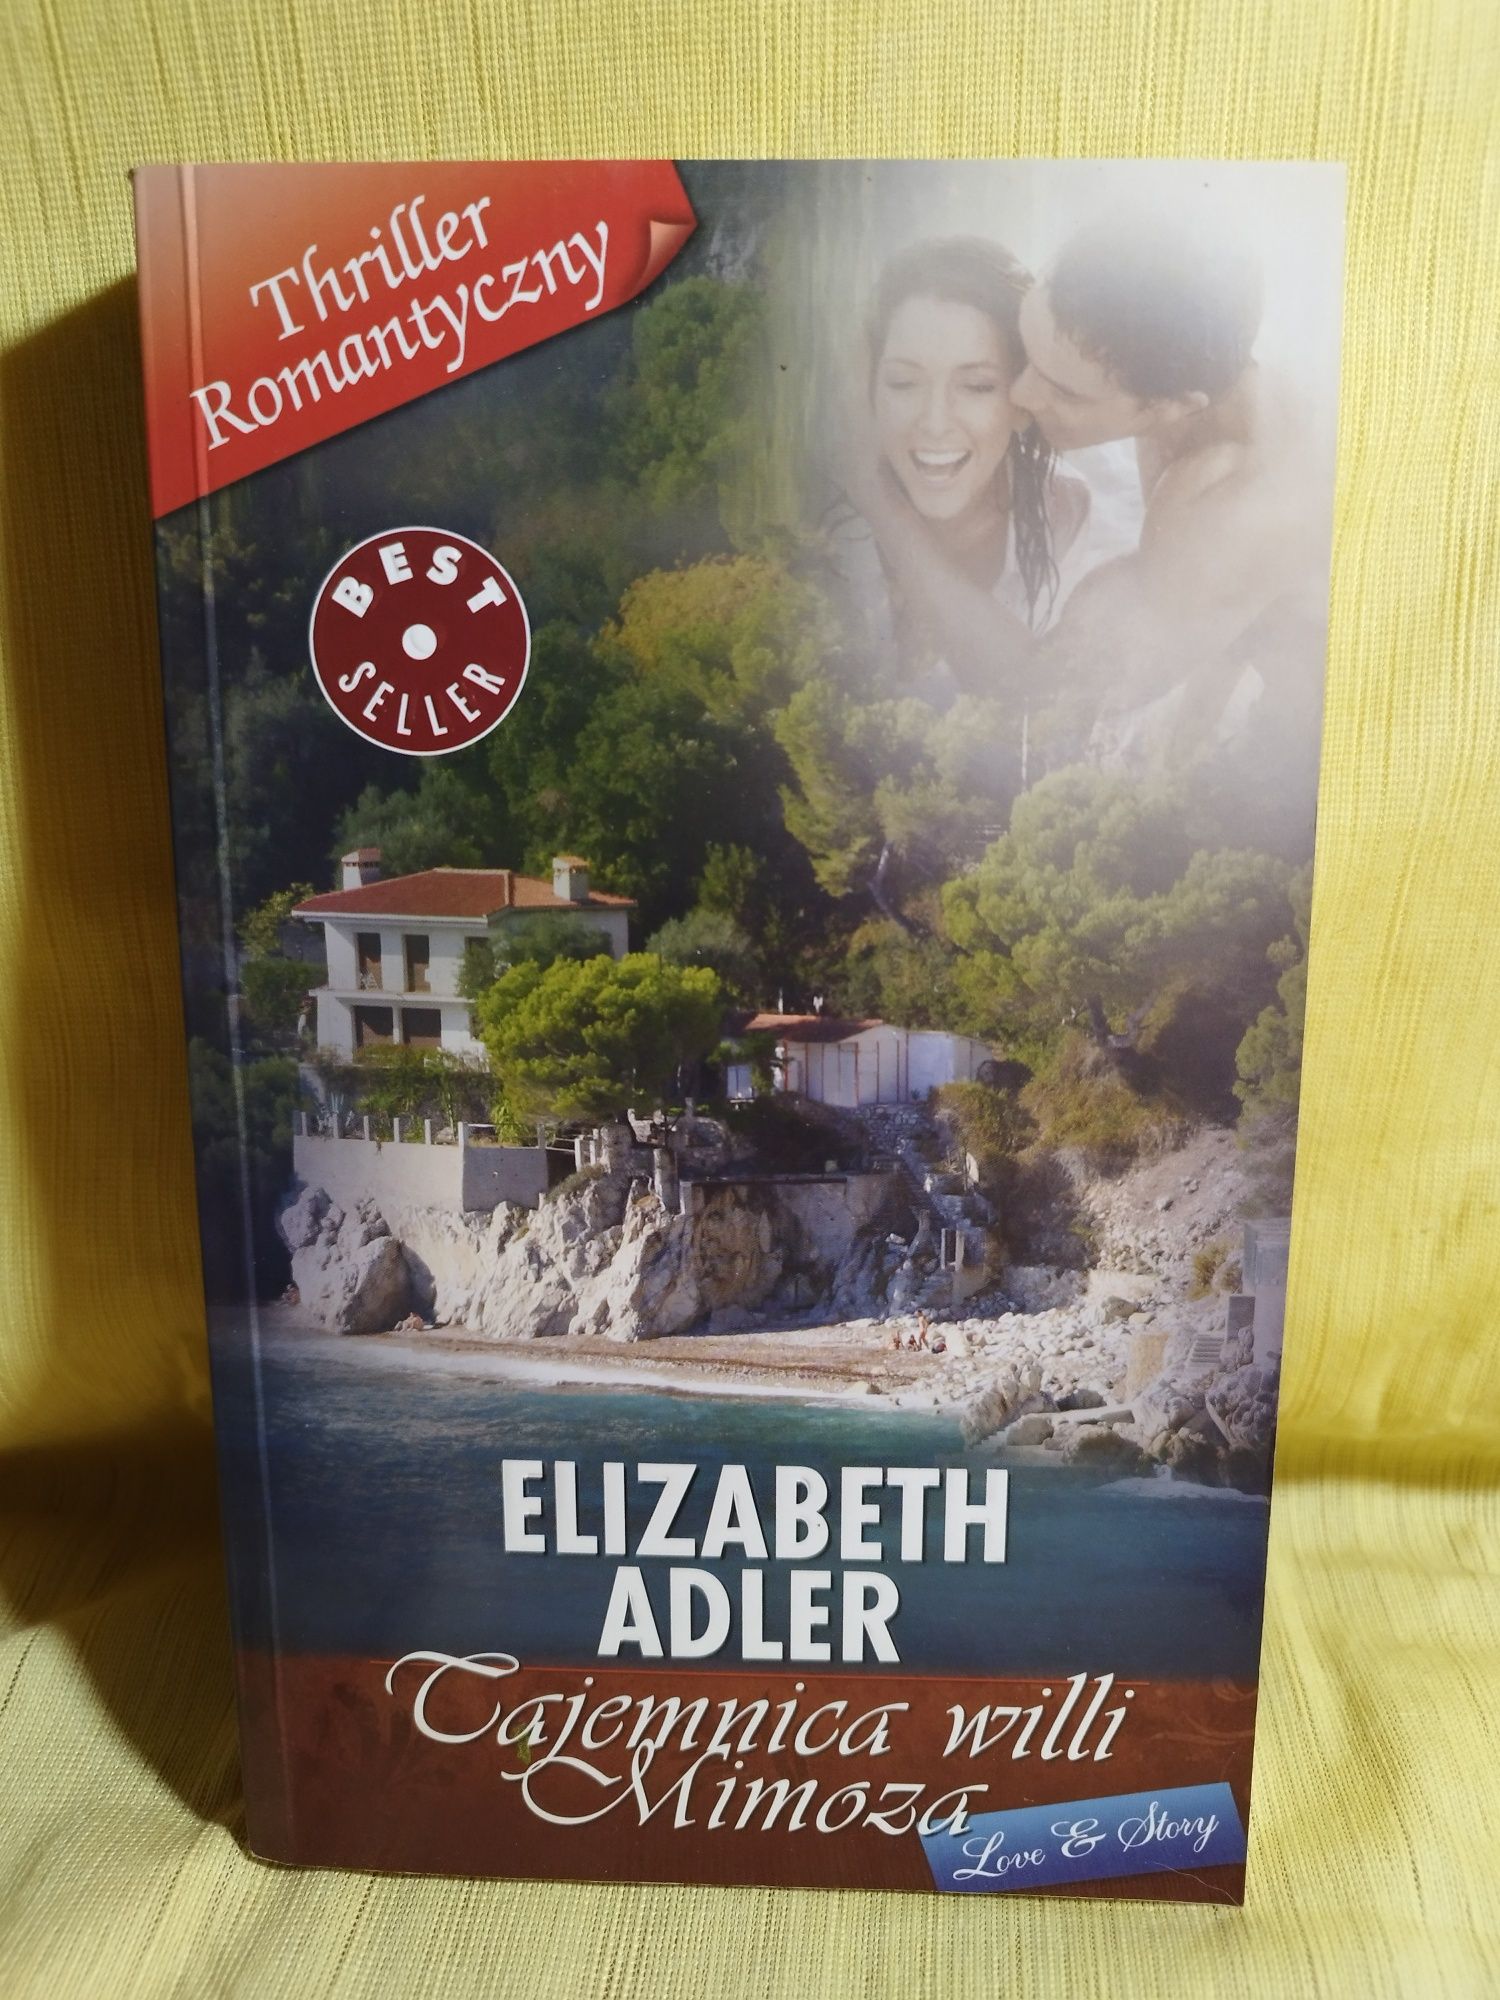 Thriller
Romantyczny
BEST
SELLER
ELIZABETH
ADLER
Tajemnica willi
Mimoza
Love & Story